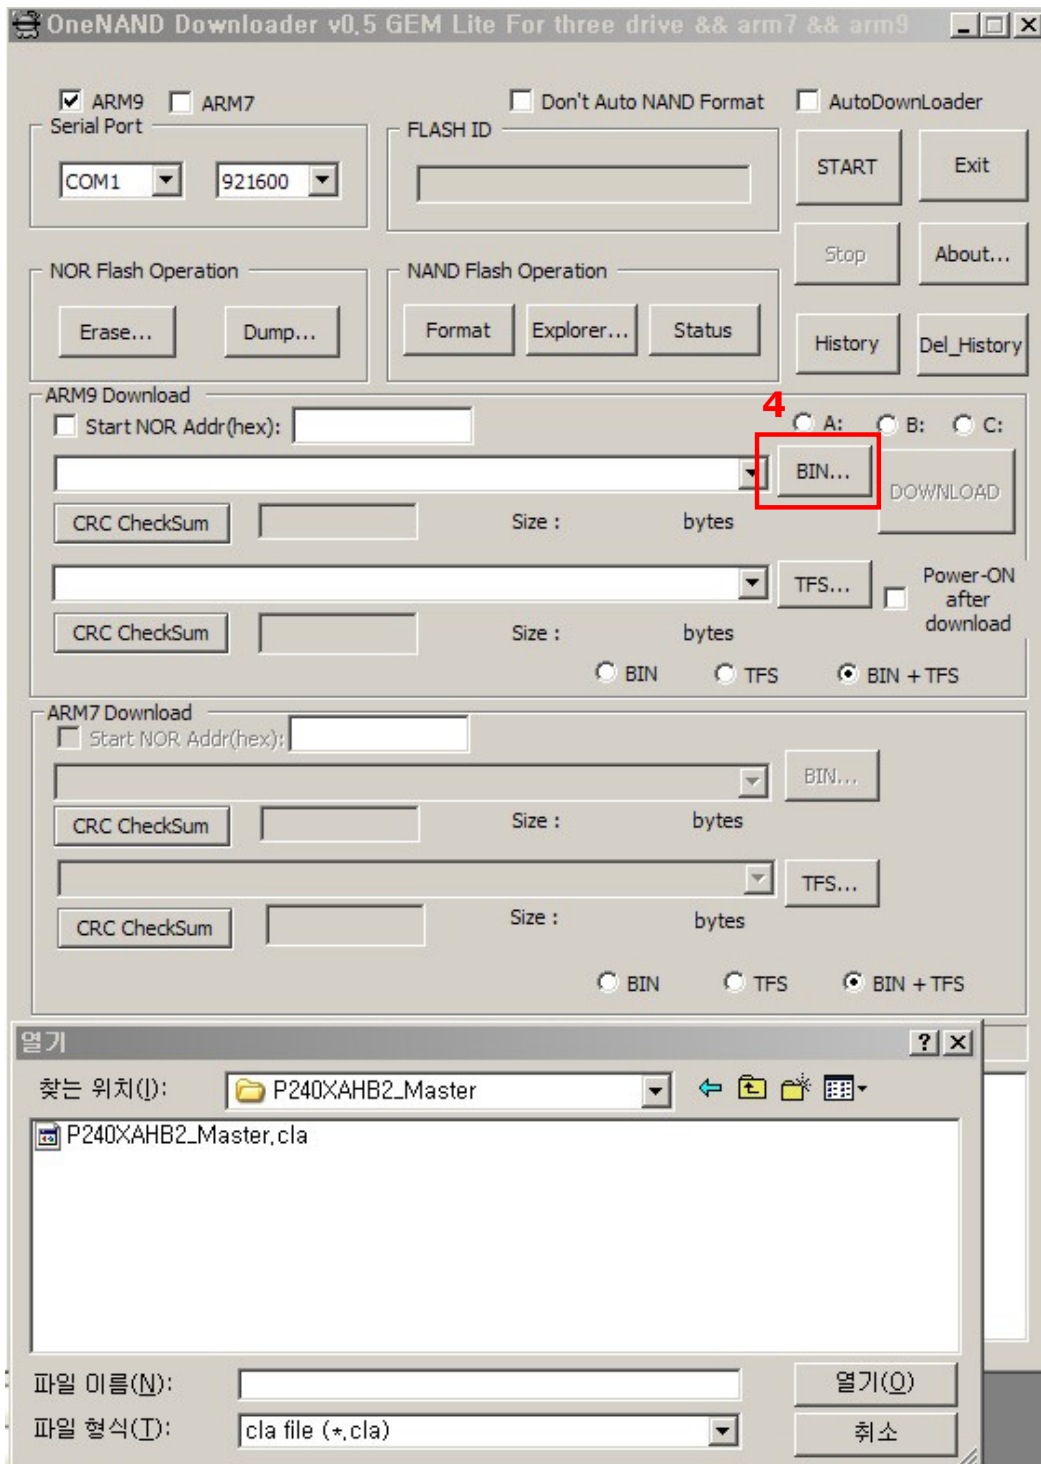 OneNAND Downloader v0.5 GEM Lite For three drive && arm7 && arm9
ARM9 ARM7 Don't Auto NAND Format AutoDownLoader
Serial Port FLASH ID
COM1 921600 START Exit
Stop About...
NOR Flash Operation NAND Flash Operation
Erase... Dump... Format Explorer... Status History Del_History
ARM9 Download
4
Start NOR Addr(hex): A: B: C:
BIN... DOWNLOAD
CRC CheckSum Size : bytes
TFS... Power-ON after download
CRC CheckSum Size : bytes
BIN TFS BIN + TFS
ARM7 Download
Start NOR Addr(hex):
BIN...
CRC CheckSum Size : bytes
TFS...
CRC CheckSum Size : bytes
BIN TFS BIN + TFS
열기
찾는 위치(I): P240XAHB2_Master
P240XAHB2_Master.cla
파일 이름(N): 열기(O)
파일 형식(T): cla file (*.cla) 취소